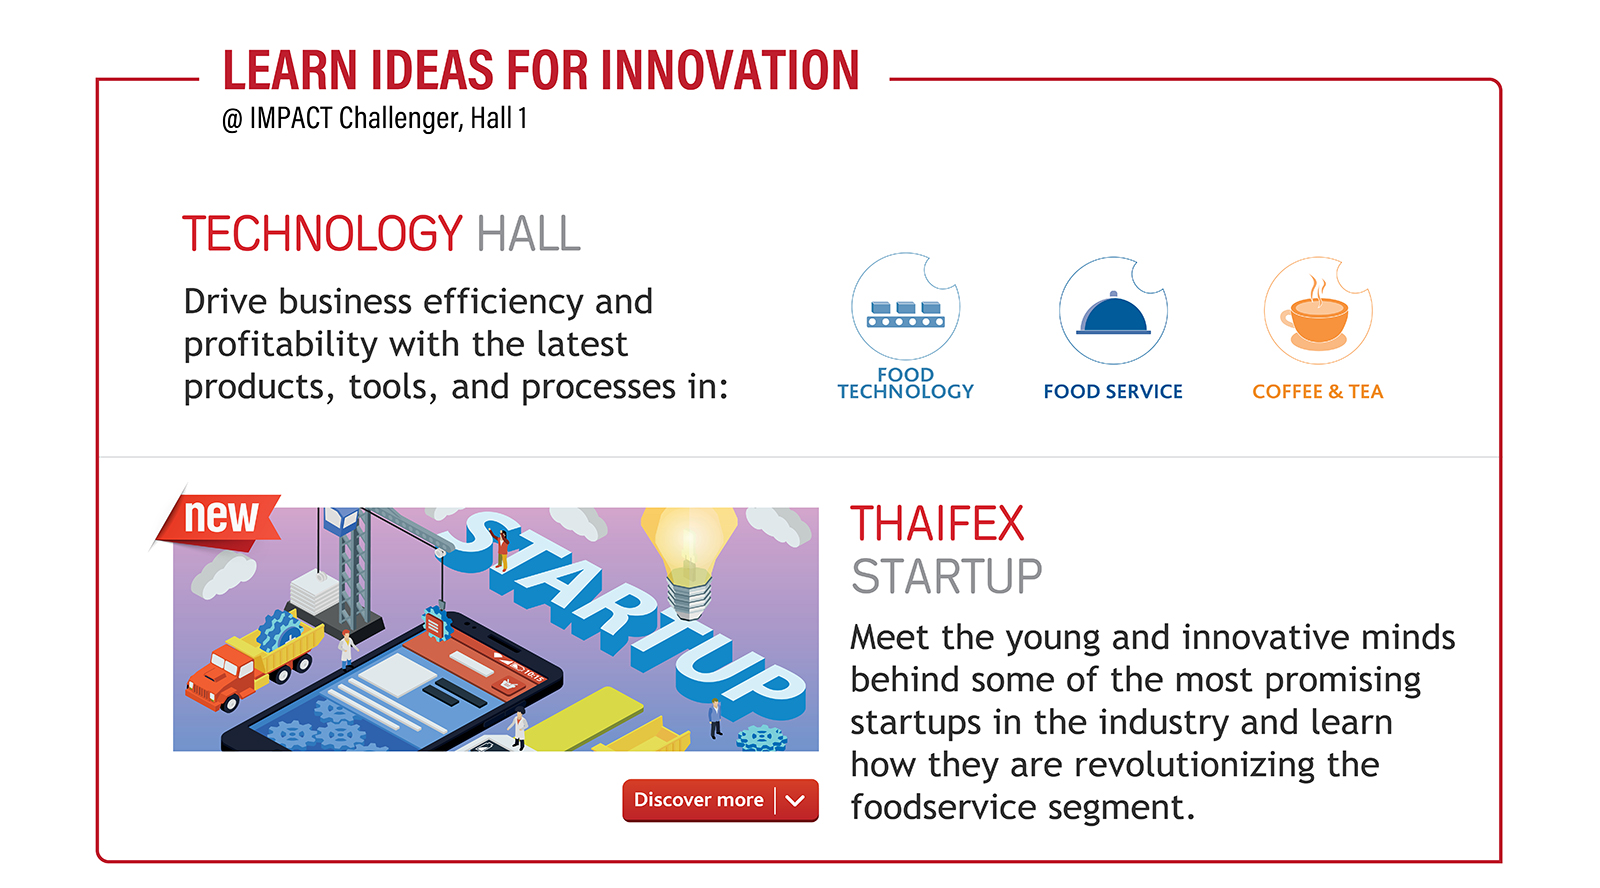 LEARN IDEAS FOR INNOVATION
@ IMPACT Challenger, Hall 1
TECHNOLOGY HALL
Drive business efficiency and
profitability with the latest
products, tools, and processes in:
FOOD
TECHNOLOGY
FOOD SERVICE
COFFEE & TEA
new
STARTUP
10:15
Discover more
THAIFEX
STARTUP
Meet the young and innovative minds
behind some of the most promising
startups in the industry and learn
how they are revolutionizing the
foodservice segment.